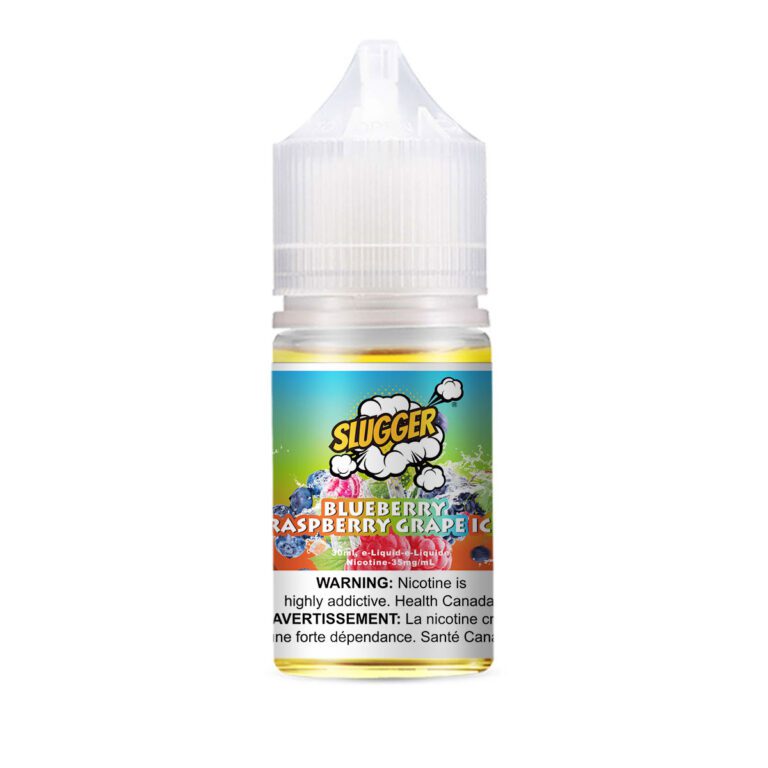 SLUGGER
®
BLUEBERRY
RASPBERRY GRAPE IC
30mL, e-Liquid-e-Liquide
Nicotine-35mg/mL
WARNING: Nicotine is
highly addictive. Health Canada
AVERTISSEMENT: La nicotine cr
ne forte dépendance. Santé Cana